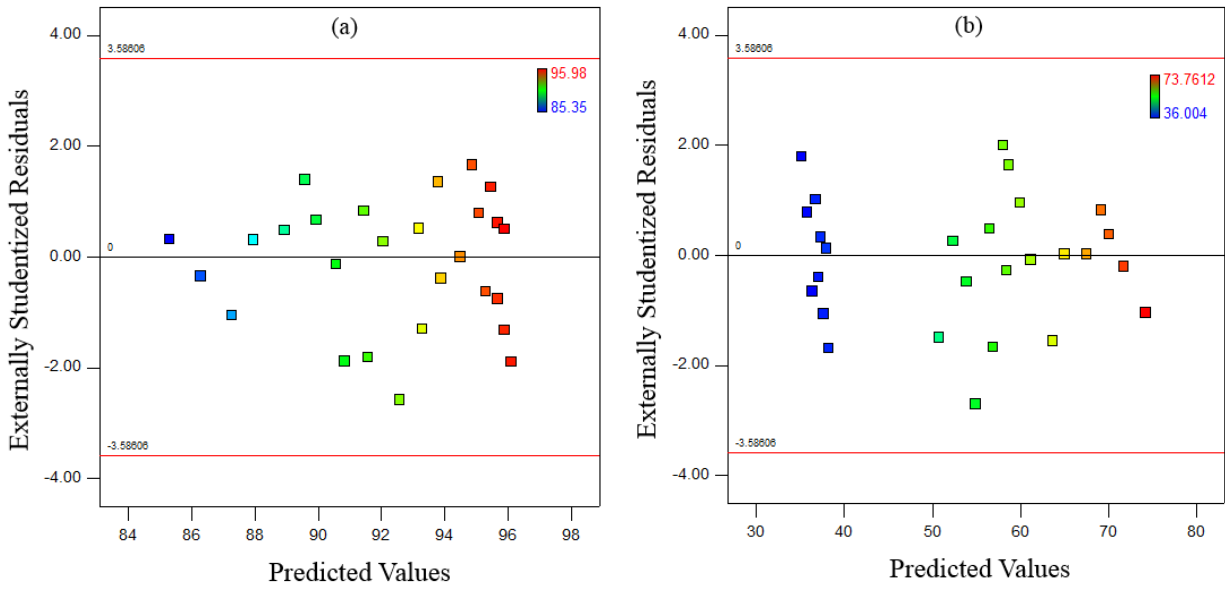 (a)
4.00
3.58606
95.98
85.35
2.00
0
0.00
-2.00
-3.58606
-4.00
84 86 88 90 92 94 96 98
Externally Studentized Residuals
Predicted Values
(b)
4.00
3.58606
73.7612
36.004
2.00
0
0.00
-2.00
-3.58606
-4.00
30 40 50 60 70 80
Externally Studentized Residuals
Predicted Values